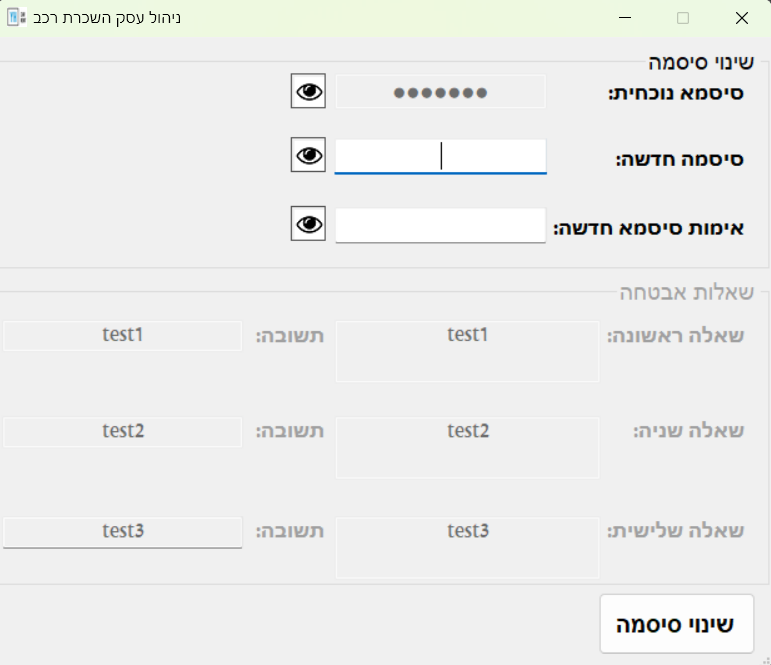 ניהול עסק השכרת רכב
שינוי סיסמה
סיסמא נוכחית: ●●●●●●●
סיסמה חדשה:
אימות סיסמא חדשה:
שאלות אבטחה
שאלה ראשונה: test1 תשובה: test1
שאלה שניה: test2 תשובה: test2
שאלה שלישית: test3 תשובה: test3
שינוי סיסמה